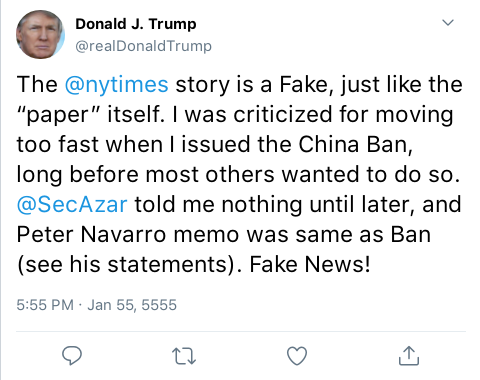 Donald J. Trump
@realDonaldTrump
The @nytimes story is a Fake, just like the
“paper” itself. I was criticized for moving
too fast when I issued the China Ban,
long before most others wanted to do so.
@SecAzar told me nothing until later, and
Peter Navarro memo was same as Ban
(see his statements). Fake News!
5:55 PM · Jan 55, 5555